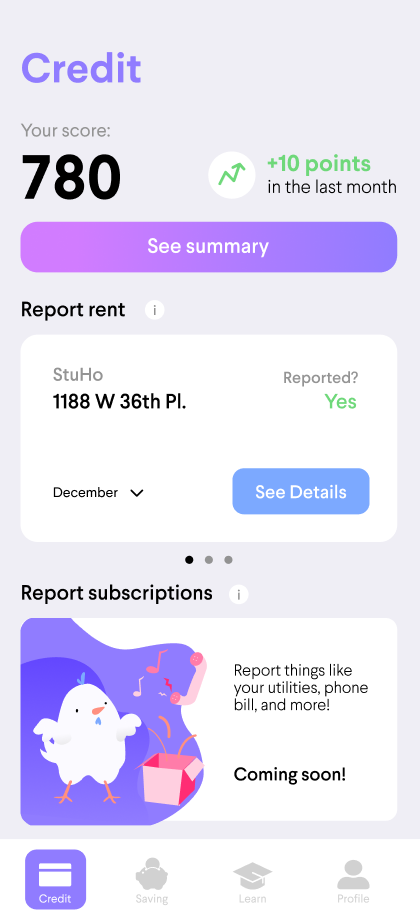 Credit
Your score:
780
+10 points
in the last month
See summary
Report rent
i
StuHo
1188 W 36th Pl.
Reported?
Yes
December
See Details
Report subscriptions
i
Report things like
your utilities, phone
bill, and more!
Coming soon!
Credit
Saving
Learn
Profile